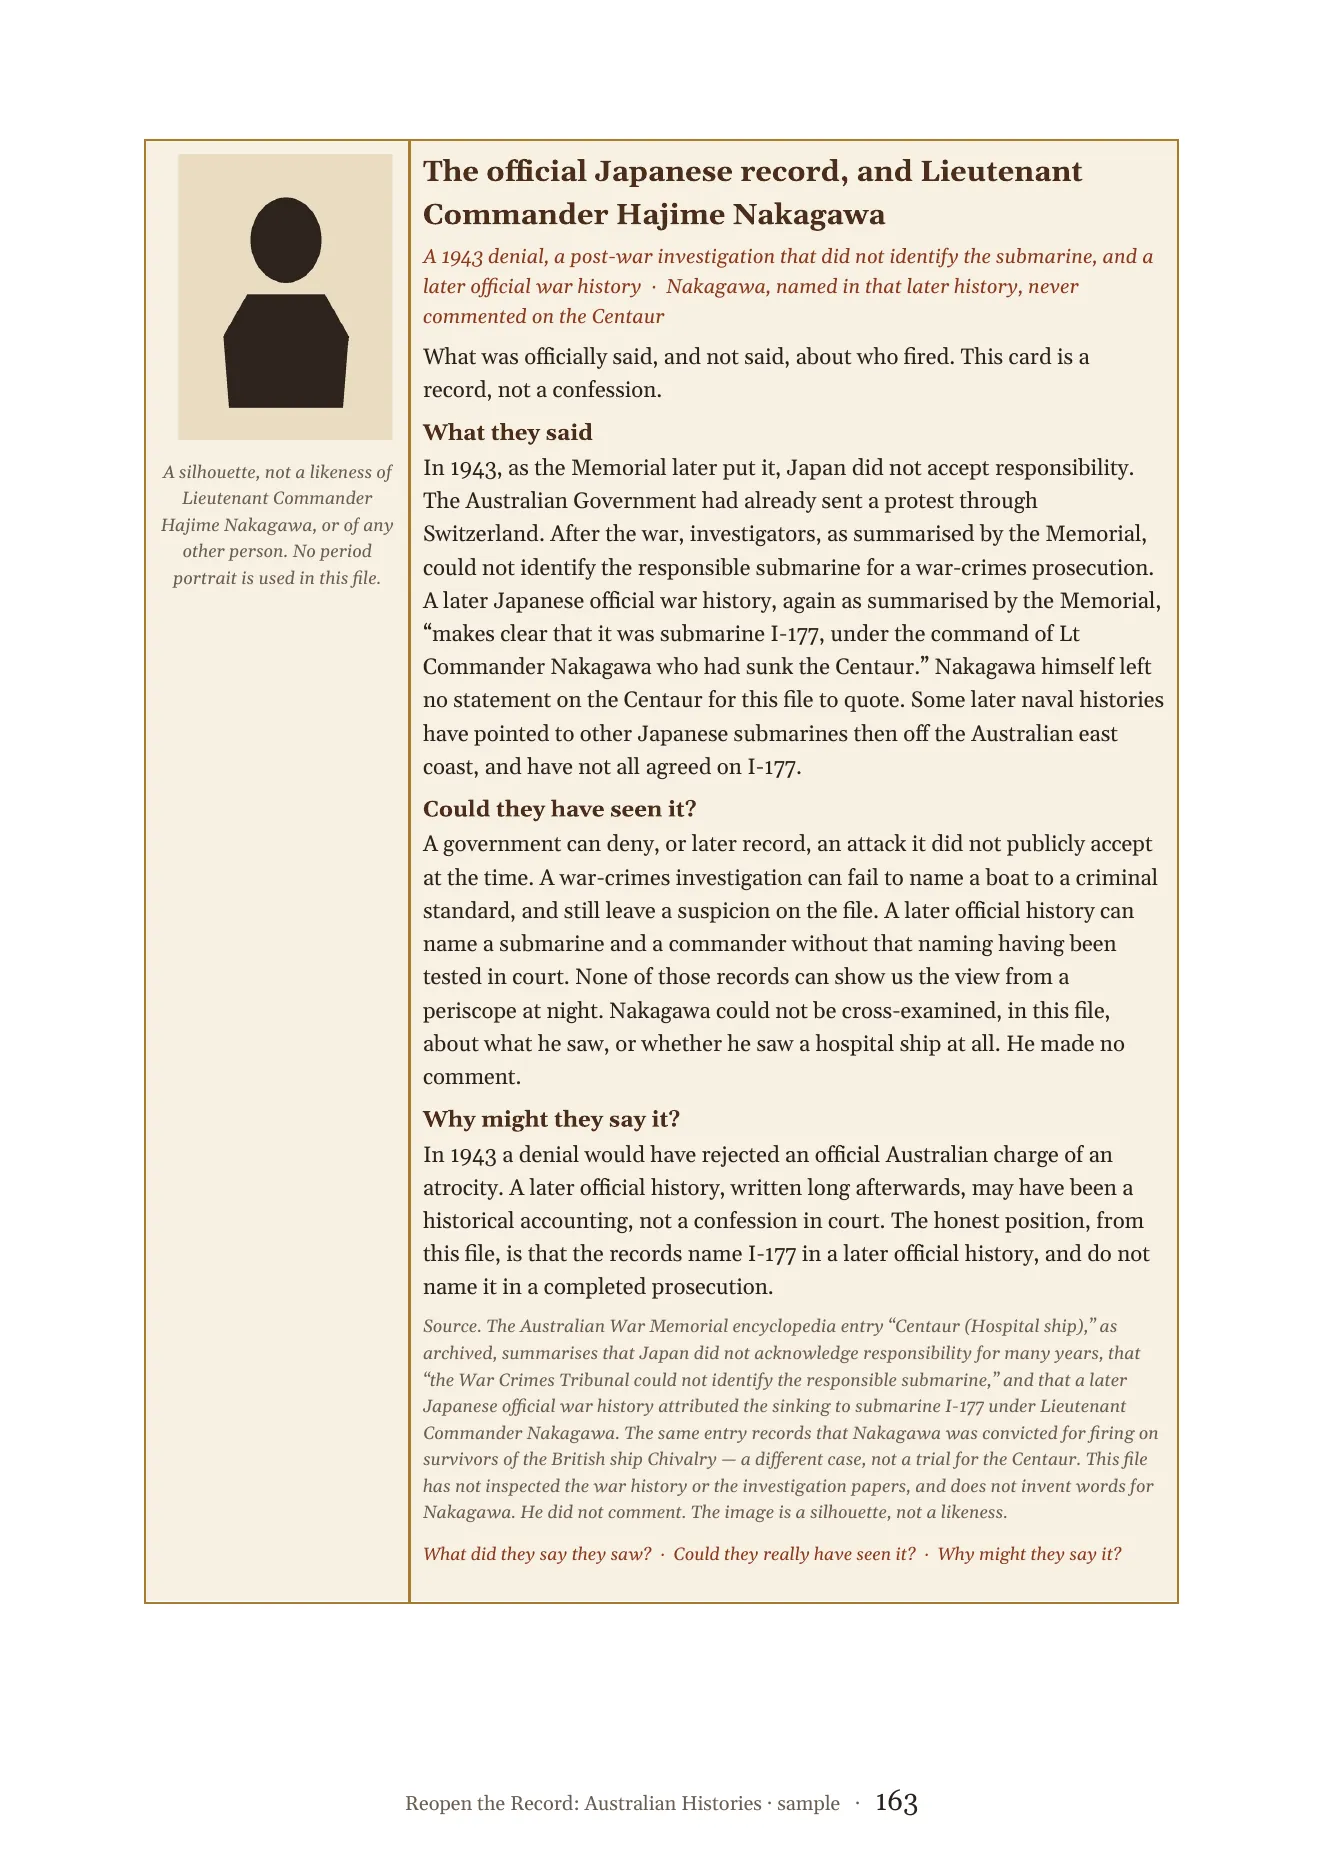 The official Japanese record, and Lieutenant
Commander Hajime Nakagawa
A 1943 denial, a post-war investigation that did not identify the submarine, and a
later official war history · Nakagawa, named in that later history, never
commented on the Centaur
What was officially said, and not said, about who fired. This card is a
record, not a confession.
What they said
In 1943, as the Memorial later put it, Japan did not accept responsibility.
The Australian Government had already sent a protest through
Switzerland. After the war, investigators, as summarised by the Memorial,
could not identify the responsible submarine for a war-crimes prosecution.
A later Japanese official war history, again as summarised by the Memorial,
“makes clear that it was submarine I-177, under the command of Lt
Commander Nakagawa who had sunk the Centaur.” Nakagawa himself left
no statement on the Centaur for this file to quote. Some later naval histories
have pointed to other Japanese submarines then off the Australian east
coast, and have not all agreed on I-177.
Could they have seen it?
A government can deny, or later record, an attack it did not publicly accept
at the time. A war-crimes investigation can fail to name a boat to a criminal
standard, and still leave a suspicion on the file. A later official history can
name a submarine and a commander without that naming having been
tested in court. None of those records can show us the view from a
periscope at night. Nakagawa could not be cross-examined, in this file,
about what he saw, or whether he saw a hospital ship at all. He made no
comment.
Why might they say it?
In 1943 a denial would have rejected an official Australian charge of an
atrocity. A later official history, written long afterwards, may have been a
historical accounting, not a confession in court. The honest position, from
this file, is that the records name I-177 in a later official history, and do not
name it in a completed prosecution.
Source. The Australian War Memorial encyclopedia entry “Centaur (Hospital ship),” as
archived, summarises that Japan did not acknowledge responsibility for many years, that
“the War Crimes Tribunal could not identify the responsible submarine,” and that a later
Japanese official war history attributed the sinking to submarine I-177 under Lieutenant
Commander Nakagawa. The same entry records that Nakagawa was convicted for firing on
survivors of the British ship Chivalry — a different case, not a trial for the Centaur. This file
has not inspected the war history or the investigation papers, and does not invent words for
Nakagawa. He did not comment. The image is a silhouette, not a likeness.
What did they say they saw? · Could they really have seen it? · Why might they say it?
A silhouette, not a likeness of
Lieutenant Commander
Hajime Nakagawa, or of any
other person. No period
portrait is used in this file.
Reopen the Record: Australian Histories · sample · 163